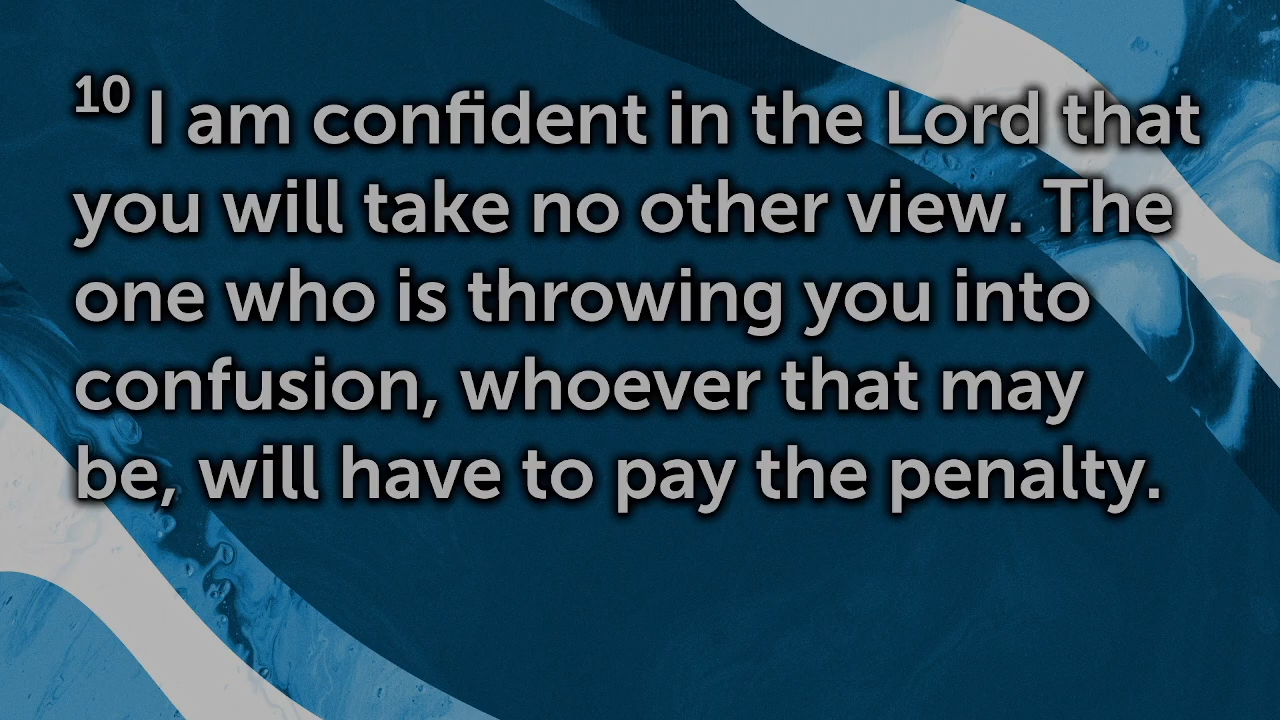 10 I am confident in the Lord that
you will take no other view. The
one who is throwing you into
confusion, whoever that may
be, will have to pay the penalty.